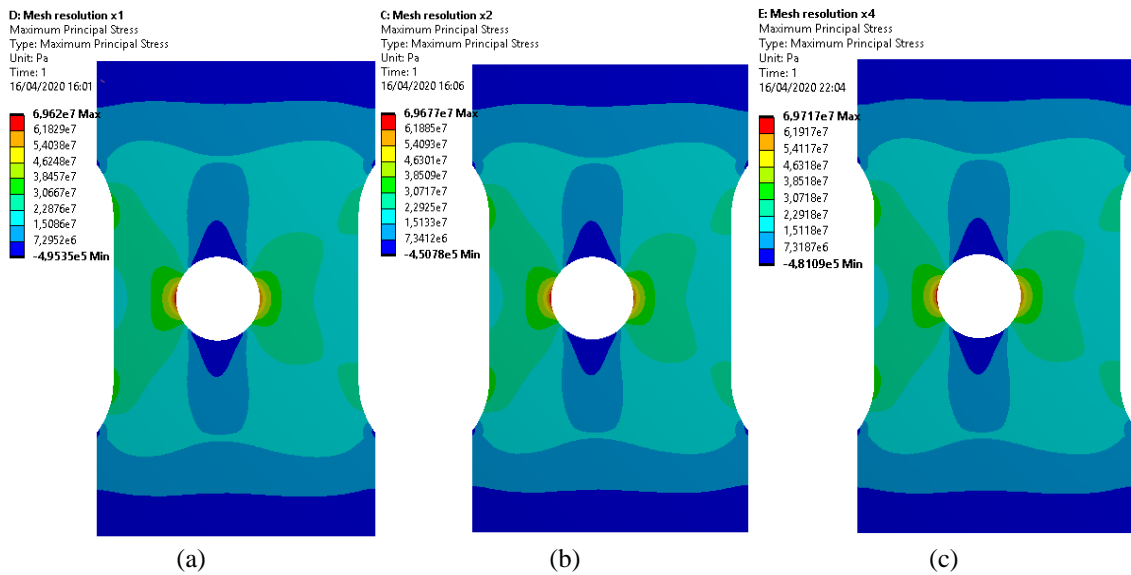 D: Mesh resolution x1
Maximum Principal Stress
Type: Maximum Principal Stress
Unit: Pa
Time: 1
16/04/2020 16:01
6,962e7 Max
6,1829e7
5,4038e7
4,6248e7
3,8457e7
3,0667e7
2,2876e7
1,5086e7
7,2952e6
-4,9535e5 Min
(a)
C: Mesh resolution x2
Maximum Principal Stress
Type: Maximum Principal Stress
Unit: Pa
Time: 1
16/04/2020 16:06
6,9677e7 Max
6,1885e7
5,4093e7
4,6301e7
3,8509e7
3,0717e7
2,2925e7
1,5133e7
7,3412e6
-4,5078e5 Min
(b)
E: Mesh resolution x4
Maximum Principal Stress
Type: Maximum Principal Stress
Unit: Pa
Time: 1
16/04/2020 22:04
6,9717e7 Max
6,1917e7
5,4117e7
4,6318e7
3,8518e7
3,0718e7
2,2918e7
1,5118e7
7,3187e6
-4,8109e5 Min
(c)